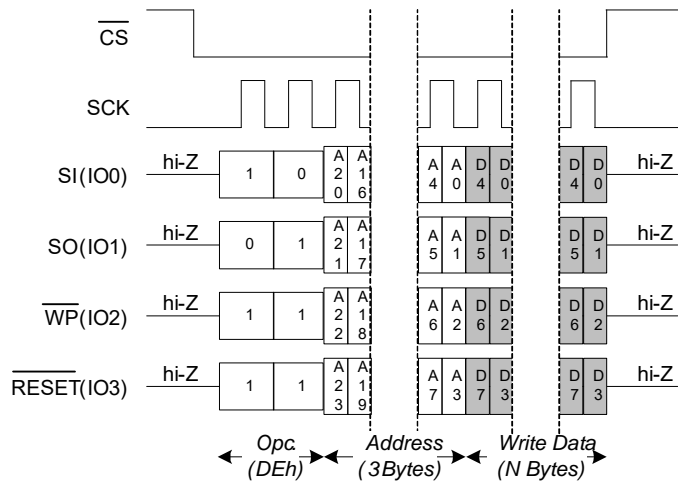 CS
SCK
hi-Z hi-Z
SI(IO0) 1 0 A20 A16 A4 A0 D4 D0 D4 D0
hi-Z hi-Z
SO(IO1) 0 1 A21 A17 A5 A1 D5 D1 D5 D1
hi-Z hi-Z
WP(IO2) 1 1 A22 A18 A6 A2 D6 D2 D6 D2
hi-Z hi-Z
RESET(IO3) 1 1 A23 A19 A7 A3 D7 D3 D7 D3
Opc. Address Write Data
(DEh) (3Bytes) (N Bytes)